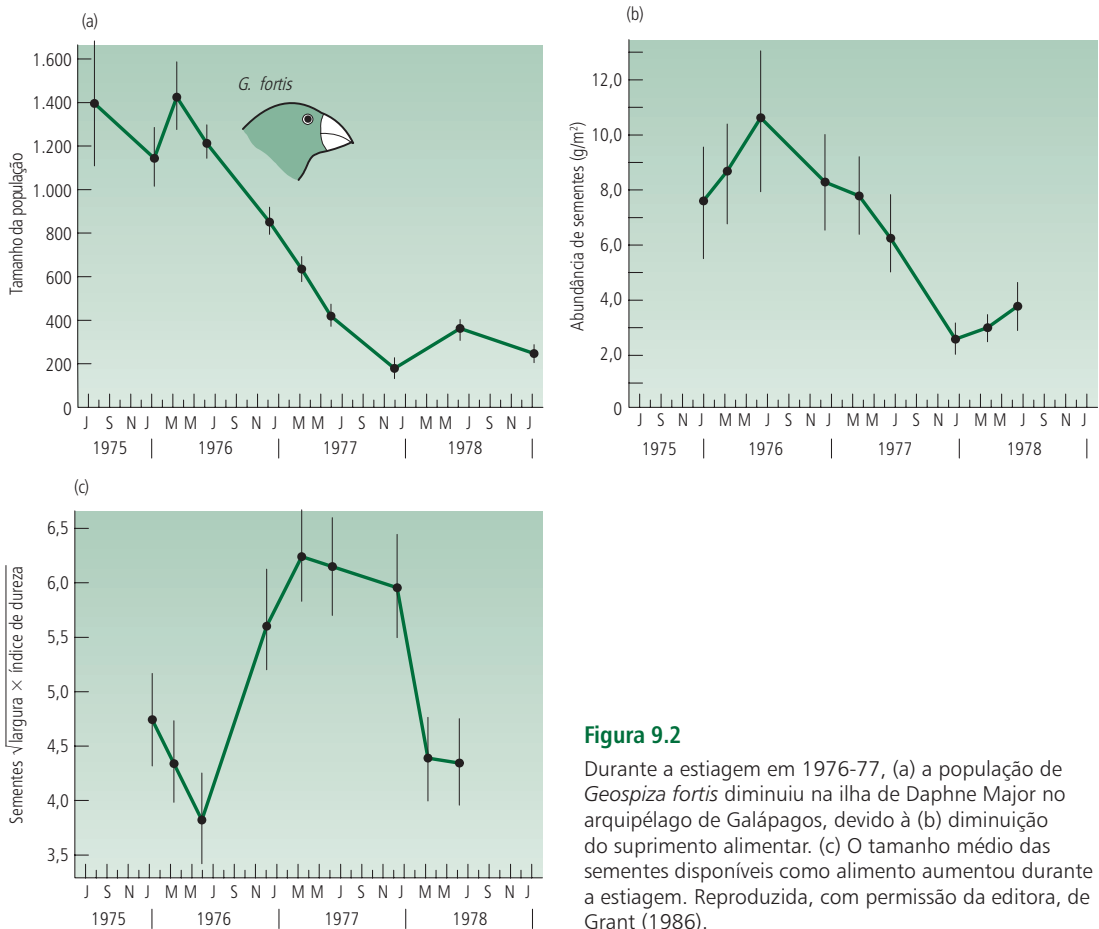 (a)
G. fortis
Tamanho da população
1.600
1.400
1.200
1.000
800
600
400
200
0
J S N J M M J S N J M M J S N J M M J S N J
1975 1976 1977 1978
(b)
Abundância de sementes (g/m²)
12,0
10,0
8,0
6,0
4,0
2,0
0
J S N J M M J S N J M M J S N J M M J S N J
1975 1976 1977 1978
(c)
Sementes √largura × índice de dureza
6,5
6,0
5,5
5,0
4,5
4,0
3,5
J S N J M M J S N J M M J S N J M M J S N J
1975 1976 1977 1978
Figura 9.2
Durante a estiagem em 1976-77, (a) a população de
Geospiza fortis diminuiu na ilha de Daphne Major no
arquipélago de Galápagos, devido à (b) diminuição
do suprimento alimentar. (c) O tamanho médio das
sementes disponíveis como alimento aumentou durante
a estiagem. Reproduzida, com permissão da editora, de
Grant (1986).